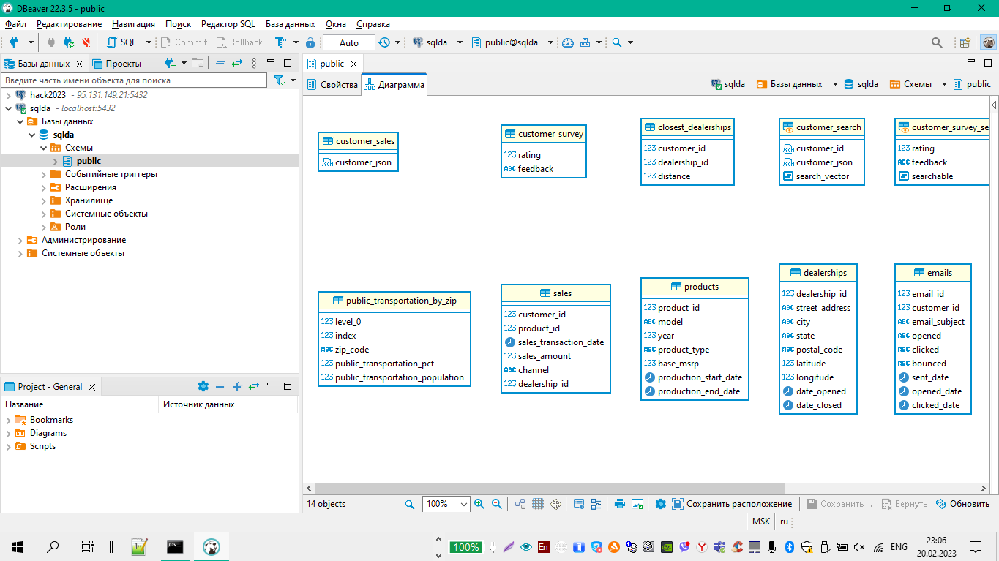 DBeaver 22.3.5 - public
Файл Редактирование Навигация Поиск Редактор SQL База данных Окна Справка
SQL Commit Rollback Auto sqlda public@sqlda
Базы данных Проекты
public
Введите часть имени объекта для поиска
Свойства Диаграмма sqlda Базы данных sqlda Схемы public
hack2023 - 95.131.149.21:5432
sqlda - localhost:5432
Базы данных
sqlda
Схемы
public
Событийные триггеры
Расширения
Хранилище
Системные объекты
Роли
Администрирование
Системные объекты
customer_sales
JSON customer_json
customer_survey
123 rating
ABC feedback
closest_dealerships
123 customer_id
123 dealership_id
123 distance
customer_search
JSON customer_id
JSON customer_json
search_vector
customer_survey_se
123 rating
ABC feedback
searchable
public_transportation_by_zip
123 level_0
123 index
ABC zip_code
123 public_transportation_pct
123 public_transportation_population
sales
123 customer_id
123 product_id
sales_transaction_date
123 sales_amount
ABC channel
123 dealership_id
products
123 product_id
ABC model
123 year
ABC product_type
123 base_msrp
production_start_date
production_end_date
dealerships
123 dealership_id
ABC street_address
ABC city
ABC state
ABC postal_code
123 latitude
123 longitude
date_opened
date_closed
emails
123 email_id
123 customer_id
ABC email_subject
ABC opened
ABC clicked
ABC bounced
sent_date
opened_date
clicked_date
Project - General
Название Источник данных
Bookmarks
Diagrams
Scripts
14 objects 100% Сохранить расположение Сохранить ... Вернуть Обновить
MSK ru
100% En ENG 23:06
20.02.2023